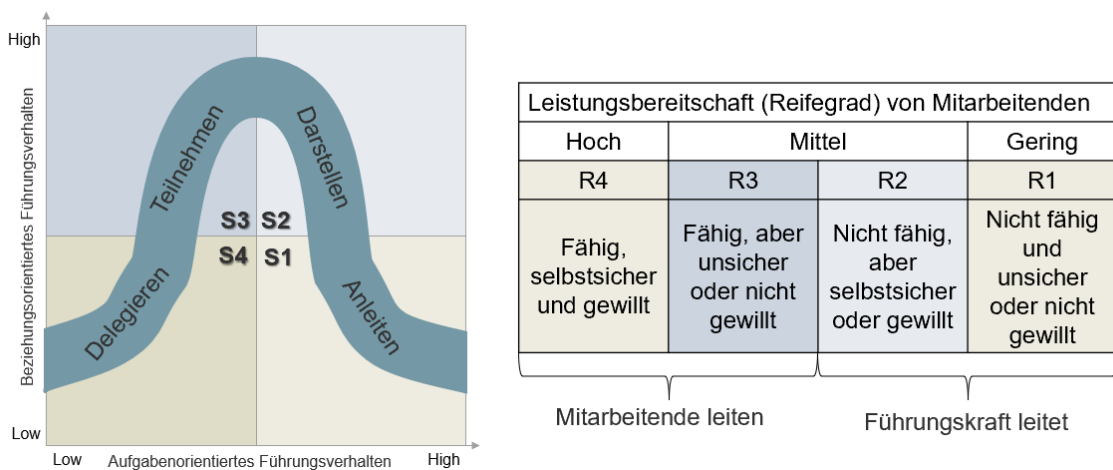 High
Beziehungsorientiertes Führungsverhalten
Low
Teilnehmen
Darstellen
S3 S2
S4 S1
Delegieren
Anleiten
Low
Aufgabenorientiertes Führungsverhalten
High
Leistungsbereitschaft (Reifegrad) von Mitarbeitenden
Hoch
Mittel
Gering
R4
R3
R2
R1
Fähig,
selbstsicher
und gewillt
Fähig, aber
unsicher
oder nicht
gewillt
Nicht fähig,
aber
selbstsicher
oder gewillt
Nicht fähig
und
unsicher
oder nicht
gewillt
Mitarbeitende leiten
Führungskraft leitet